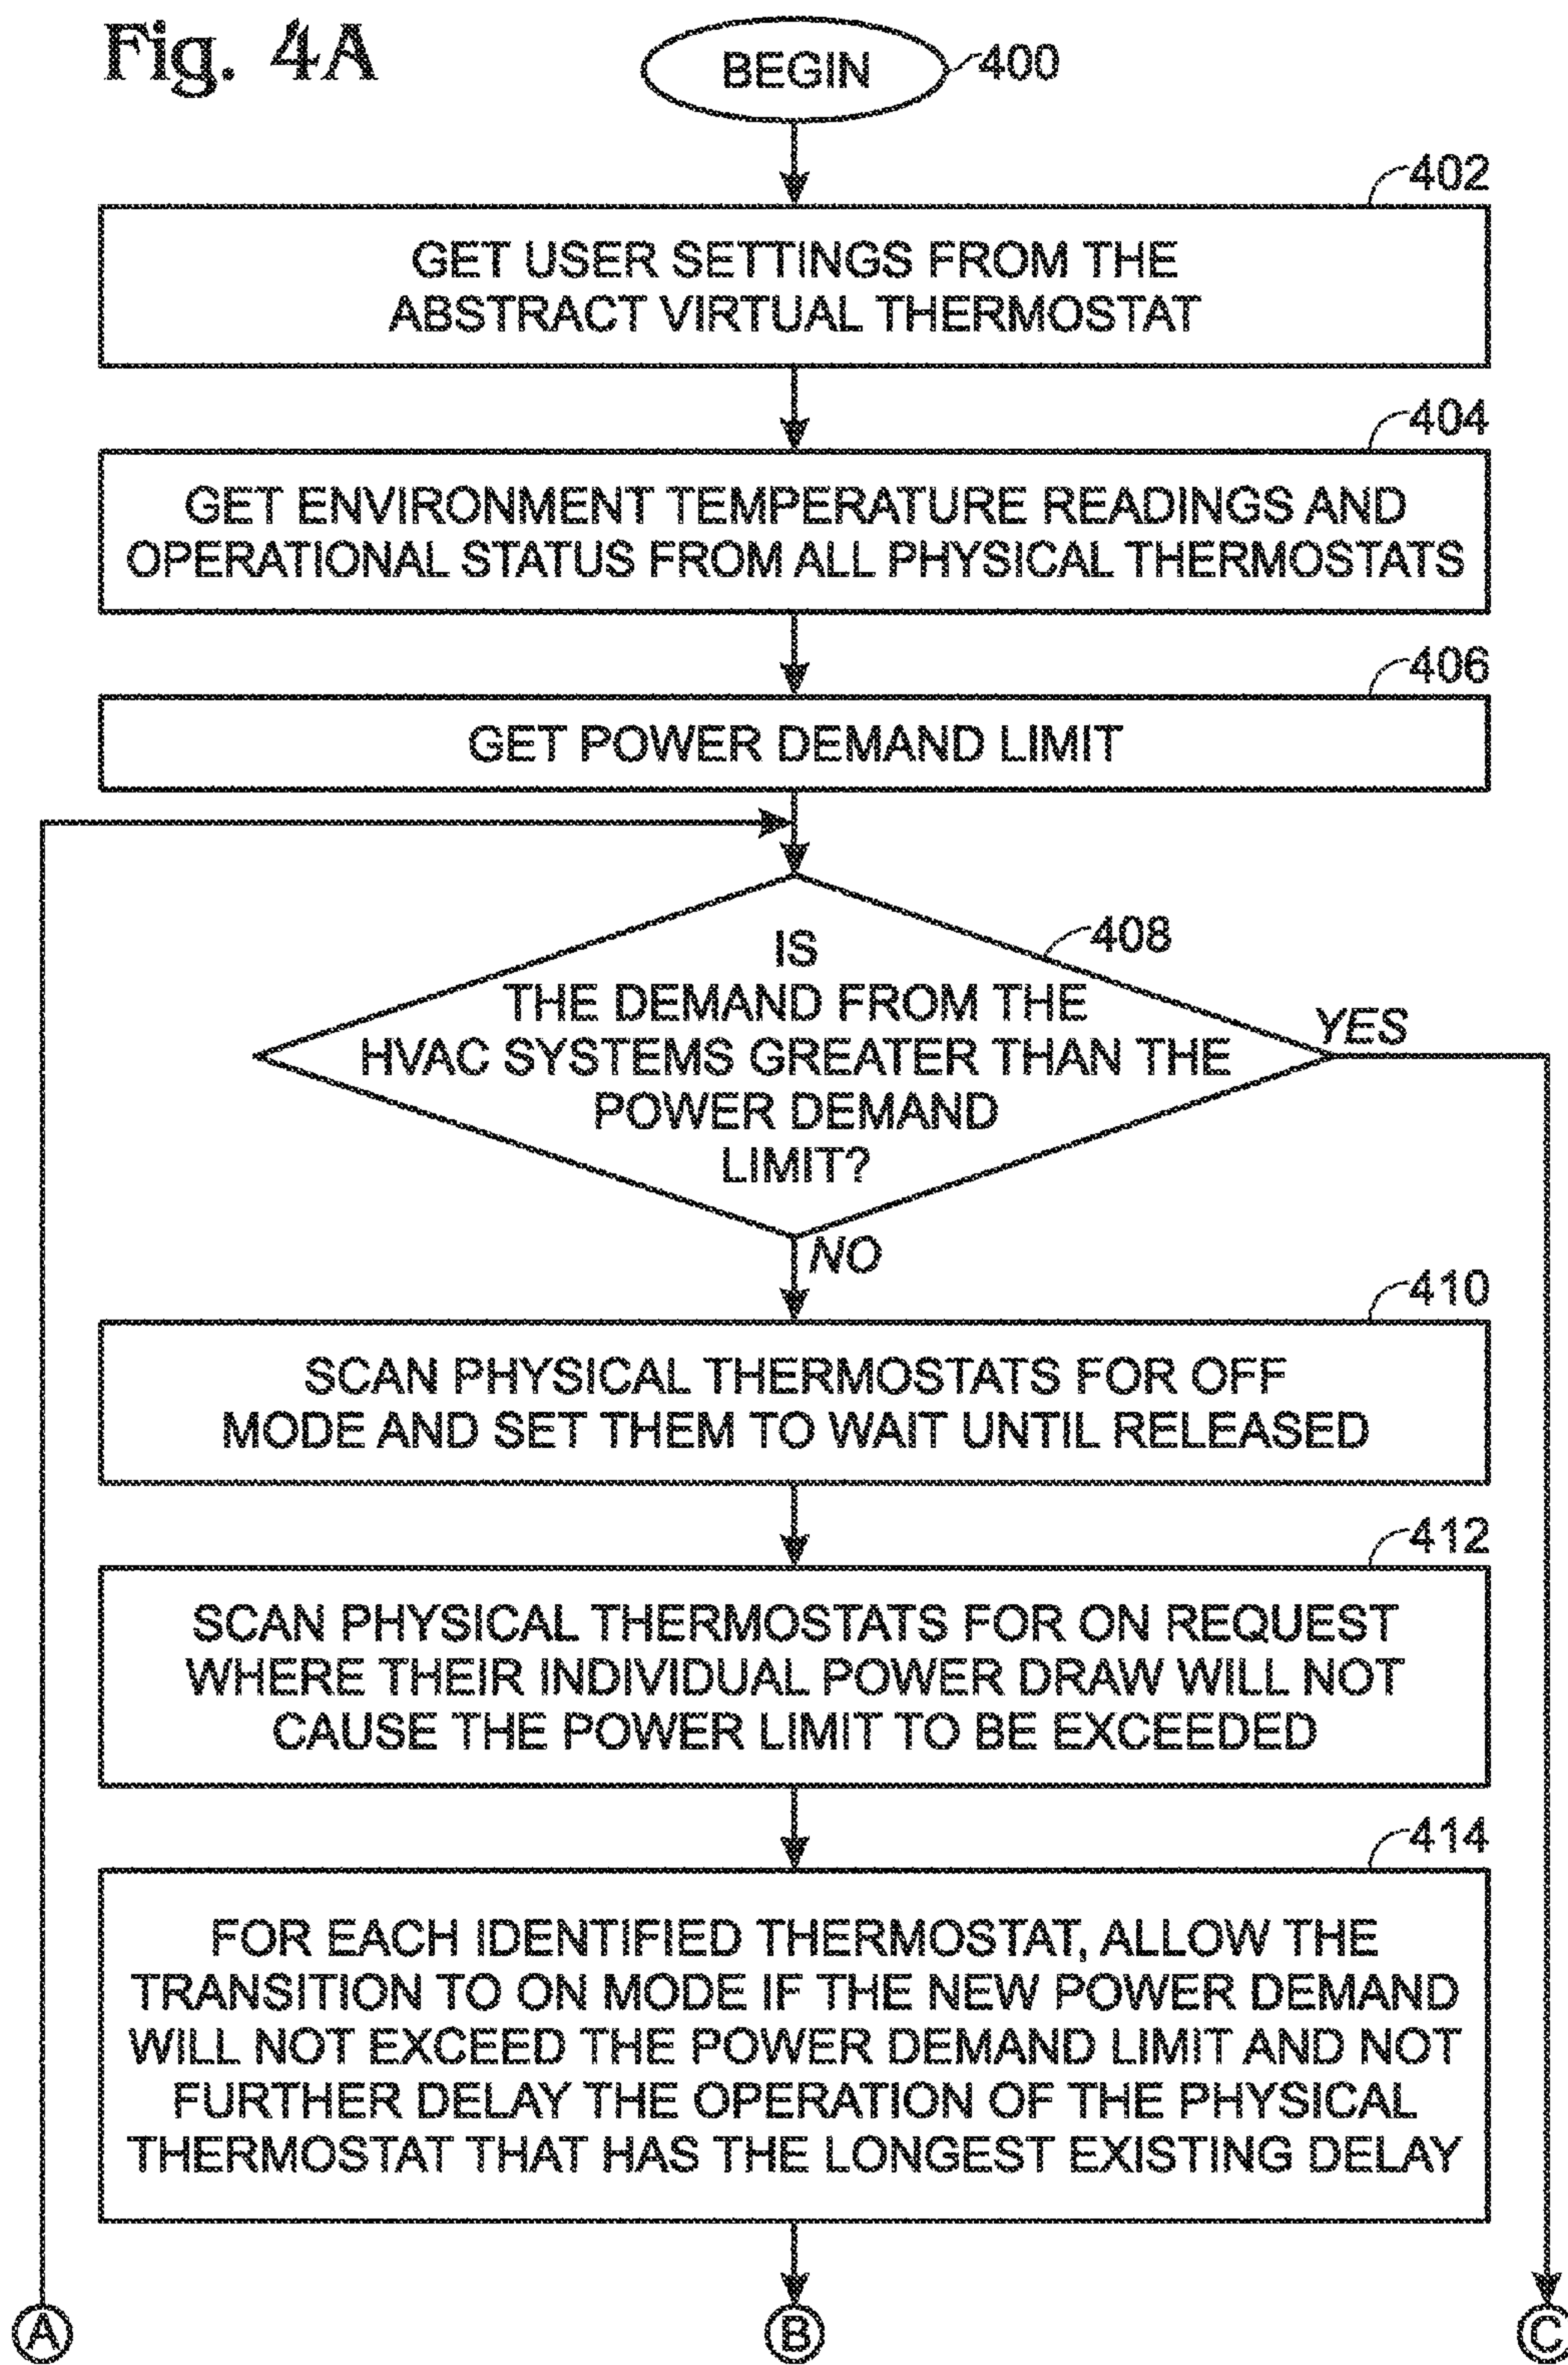 Fig. 4A
BEGIN
400
402
GET USER SETTINGS FROM THE
ABSTRACT VIRTUAL THERMOSTAT
404
GET ENVIRONMENT TEMPERATURE READINGS AND
OPERATIONAL STATUS FROM ALL PHYSICAL THERMOSTATS
406
GET POWER DEMAND LIMIT
408
IS
THE DEMAND FROM THE
HVAC SYSTEMS GREATER THAN THE
POWER DEMAND
LIMIT?
YES
NO
410
SCAN PHYSICAL THERMOSTATS FOR OFF
MODE AND SET THEM TO WAIT UNTIL RELEASED
412
SCAN PHYSICAL THERMOSTATS FOR ON REQUEST
WHERE THEIR INDIVIDUAL POWER DRAW WILL NOT
CAUSE THE POWER LIMIT TO BE EXCEEDED
414
FOR EACH IDENTIFIED THERMOSTAT, ALLOW THE
TRANSITION TO ON MODE IF THE NEW POWER DEMAND
WILL NOT EXCEED THE POWER DEMAND LIMIT AND NOT
FURTHER DELAY THE OPERATION OF THE PHYSICAL
THERMOSTAT THAT HAS THE LONGEST EXISTING DELAY
A
B
C